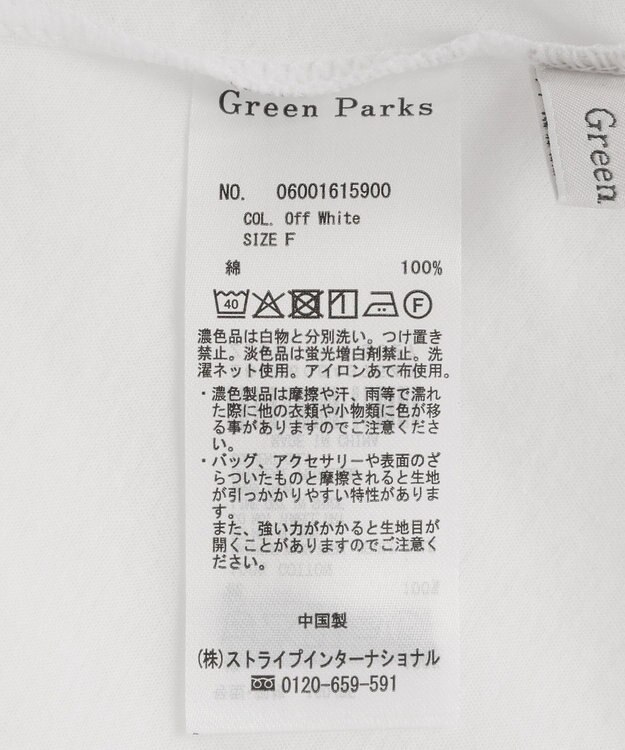 Green Parks
Green
NO. 06001615900
COL. Off White
SIZE F
綿 100%
40 F
濃色品は白物と分別洗い。つけ置き
禁止。淡色品は蛍光増白剤禁止。洗
濯ネット使用。アイロンあて布使用。
・濃色製品は摩擦や汗、雨等で濡れ
た際に他の衣類や小物類に色が移
る事がありますのでご注意くださ
い。
・バッグ、アクセサリーや表面のざ
らついたものと摩擦されると生地
が引っかかりやすい特性がありま
す。
また、強い力がかかると生地目が
開くことがありますのでご注意く
ださい。
中国製
(株)ストライプインターナショナル
0120-659-591